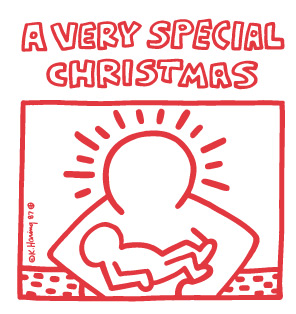 A VERY SPECIAL
CHRISTMAS
©K. Haring 87 ⊕